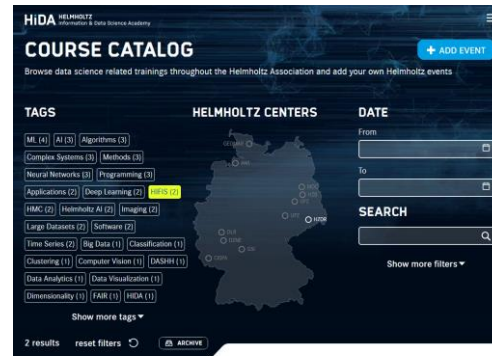 HiDA HELMHOLTZ
Information & Data Science Academy
COURSE CATALOG
+ ADD EVENT
Browse data science related trainings throughout the Helmholtz Association and add your own Helmholtz events
TAGS
ML (4) AI (3) Algorithms (3)
Complex Systems (3) Methods (3)
Neural Networks (3) Programming (3)
Applications (2) Deep Learning (2) HIFIS (2)
HMC (2) Helmholtz AI (2) Imaging (2)
Large Datasets (2) Software (2)
Time Series (2) Big Data (1) Classification (1)
Clustering (1) Computer Vision (1) DASHH (1)
Data Analytics (1) Data Visualization (1)
Dimensionality (1) FAIR (1) HIDA (1)
Show more tags
HELMHOLTZ CENTERS
GEOMAR
HZDR
DATE
From
To
SEARCH
Show more filters
2 results reset filters ARCHIVE